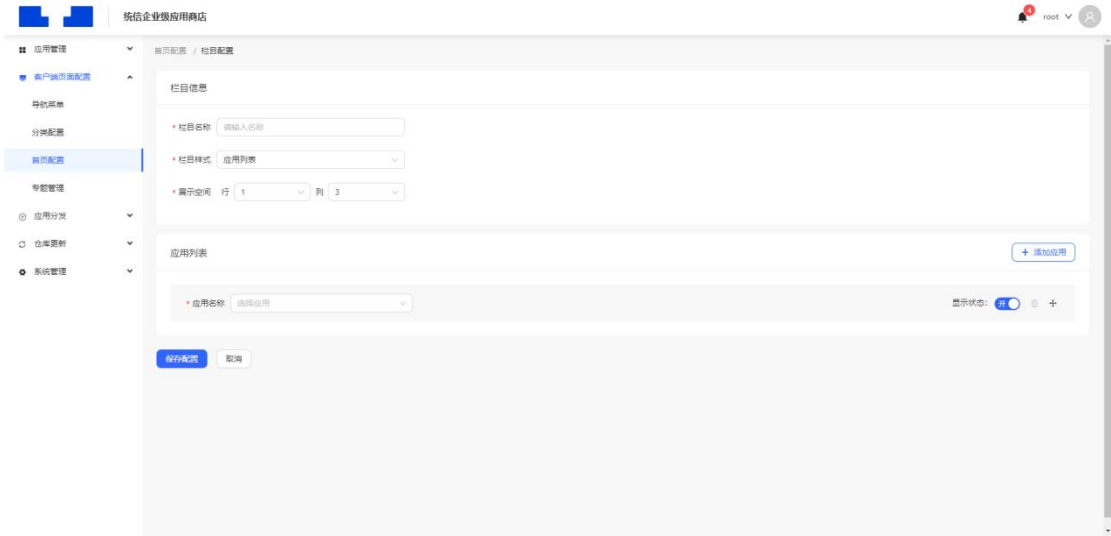 统信企业级应用商店
4
root
应用管理
首页配置 / 栏目配置
客户端页面配置
导航菜单
分类配置
首页配置
专题管理
应用分发
仓库更新
系统管理
栏目信息
* 栏目名称 请输入名称
* 栏目样式 应用列表
* 展示空间 行 1 列 3
应用列表
+ 添加应用
* 应用名称 选择应用
显示状态: 开
保存配置 取消